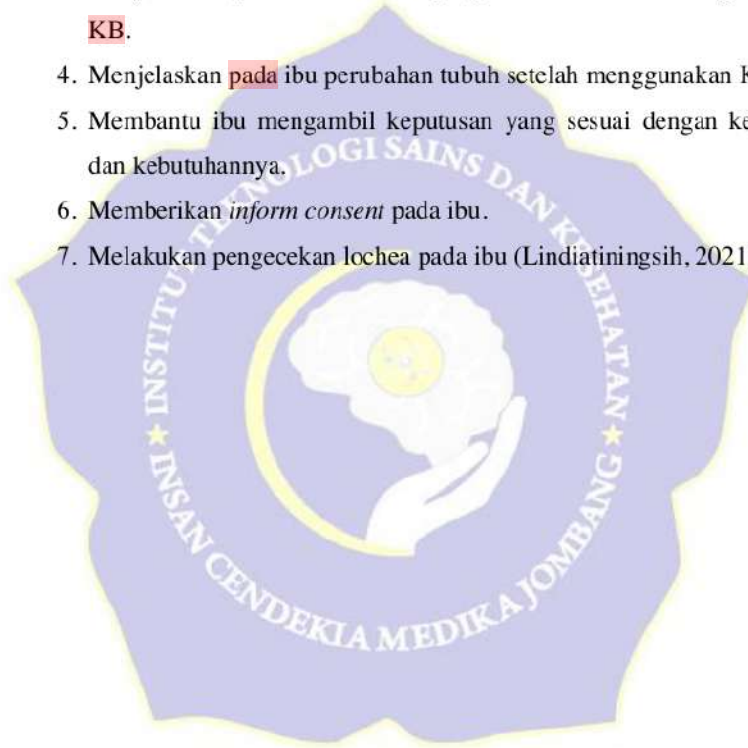 KB.
4. Menjelaskan pada ibu perubahan tubuh setelah menggunakan
5. Membantu ibu mengambil keputusan yang sesuai dengan
dan kebutuhannya.
6. Memberikan inform consent pada ibu.
7. Melakukan pengecekan lochea pada ibu (Lindiatiningsih, 2021
INSTITUT TEKNOLOGI SAINS DAN KESEHATAN
INSAN CENDEKIA MEDIKA JOMBANG